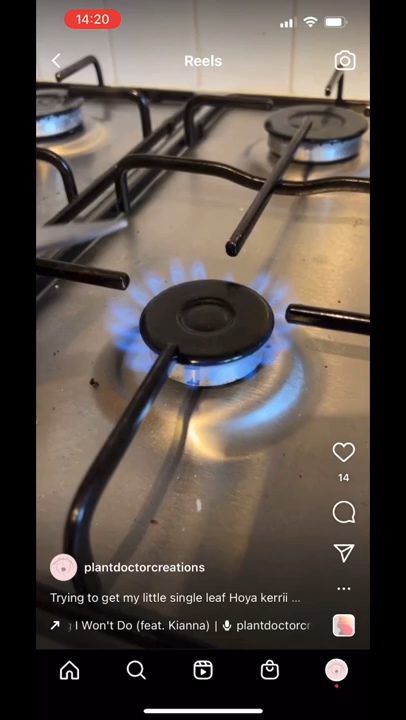 14:20
Reels
14
plantdoctorcreations
Trying to get my little single leaf Hoya kerrii ...
I Won't Do (feat. Kianna) | plantdoctorcr